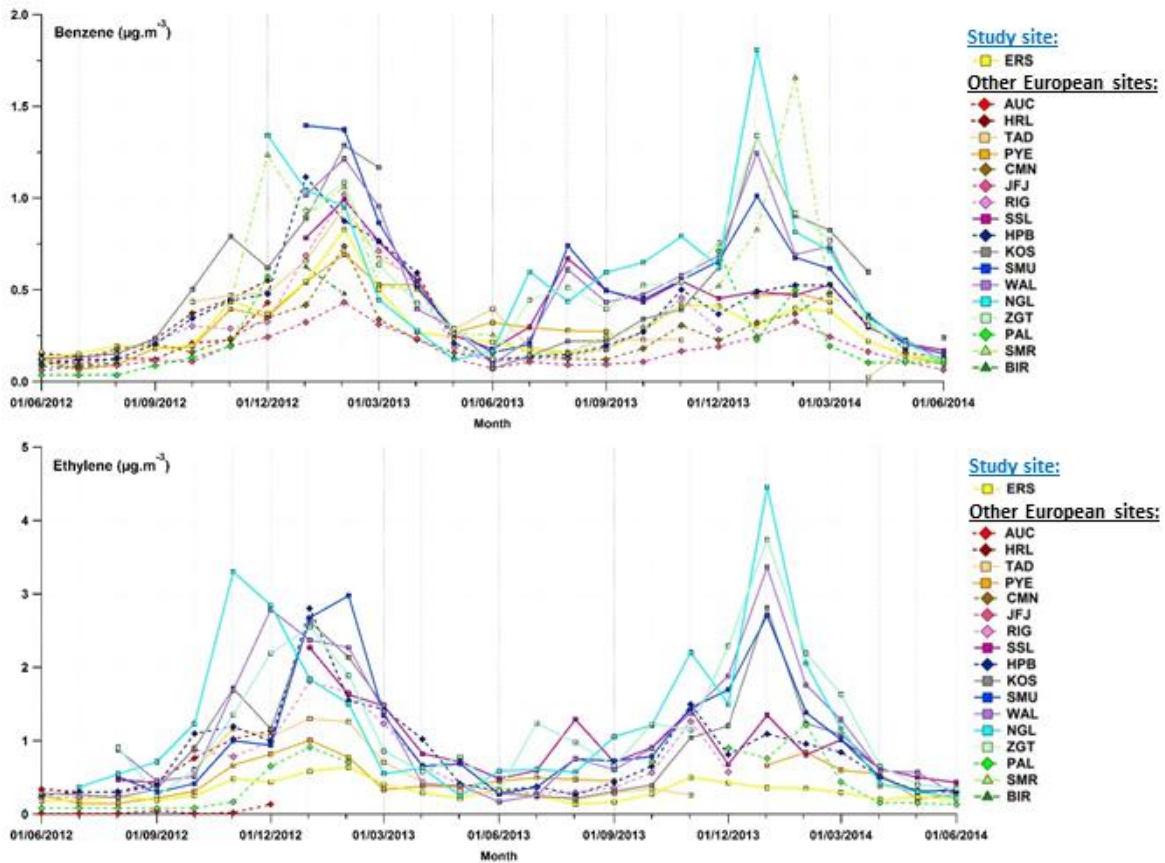 Benzene (µg.m⁻³)
2.0
1.5
1.0
0.5
0.0
01/06/2012 01/09/2012 01/12/2012 01/03/2013 01/06/2013 01/09/2013 01/12/2013 01/03/2014 01/06/2014
Month
Study site:
ERS
Other European sites:
AUC
HRL
TAD
PYE
CMN
JFJ
RIG
SSL
HPB
KOS
SMU
WAL
NGL
ZGT
PAL
SMR
BIR
Ethylene (µg.m⁻³)
5
4
3
2
1
0
01/06/2012 01/09/2012 01/12/2012 01/03/2013 01/06/2013 01/09/2013 01/12/2013 01/03/2014 01/06/2014
Month
Study site:
ERS
Other European sites:
AUC
HRL
TAD
PYE
CMN
JFJ
RIG
SSL
HPB
KOS
SMU
WAL
NGL
ZGT
PAL
SMR
BIR